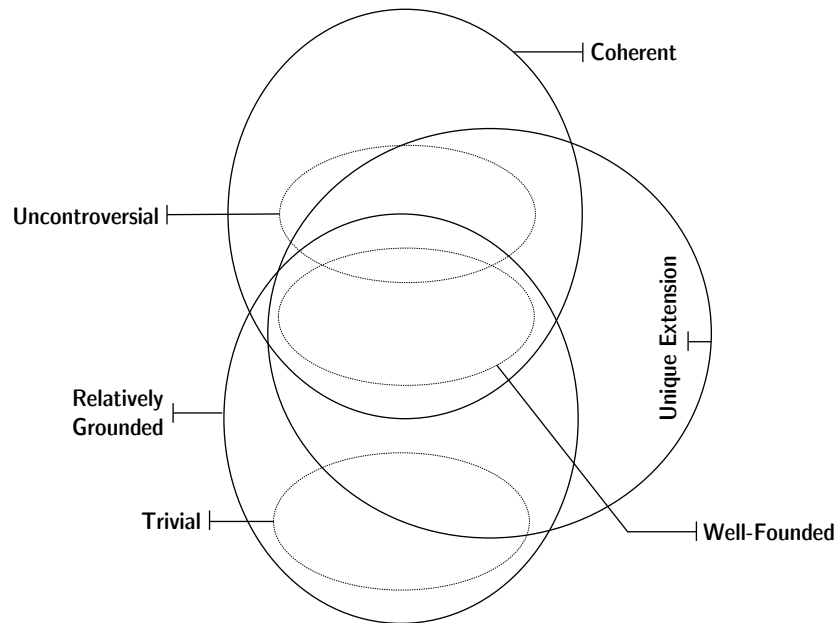 Coherent
Uncontroversial
Unique Extension
Relatively
Grounded
Trivial
Well-Founded